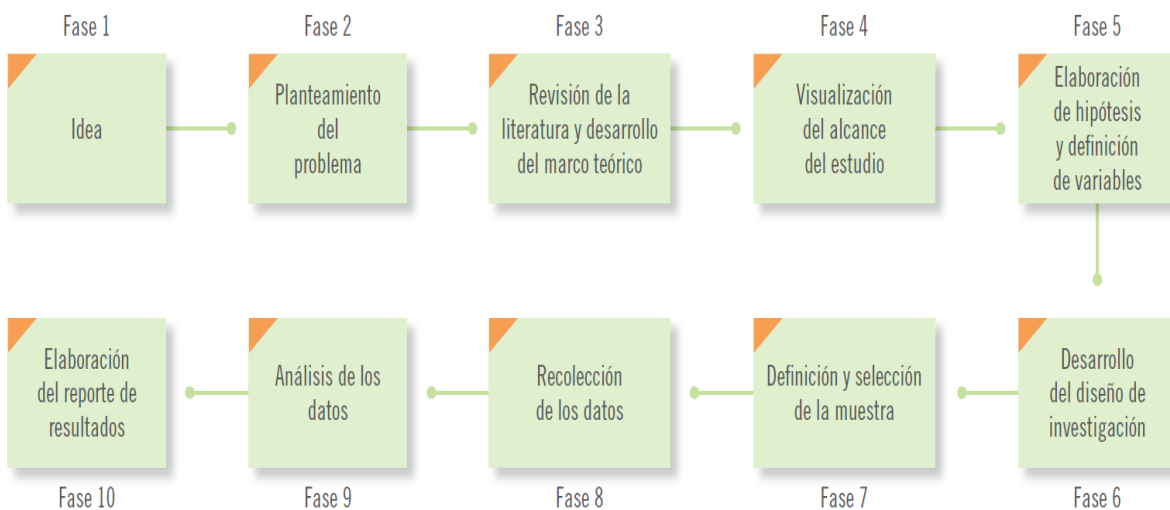 Fase 1
Idea
Fase 2
Planteamiento
del
problema
Fase 3
Revisión de la
literatura y desarrollo
del marco teórico
Fase 4
Visualización
del alcance
del estudio
Fase 5
Elaboración
de hipótesis
y definición
de variables
Desarrollo
del diseño de
investigación
Fase 6
Definición y selección
de la muestra
Fase 7
Recolección
de los datos
Fase 8
Análisis de los
datos
Fase 9
Elaboración
del reporte de
resultados
Fase 10